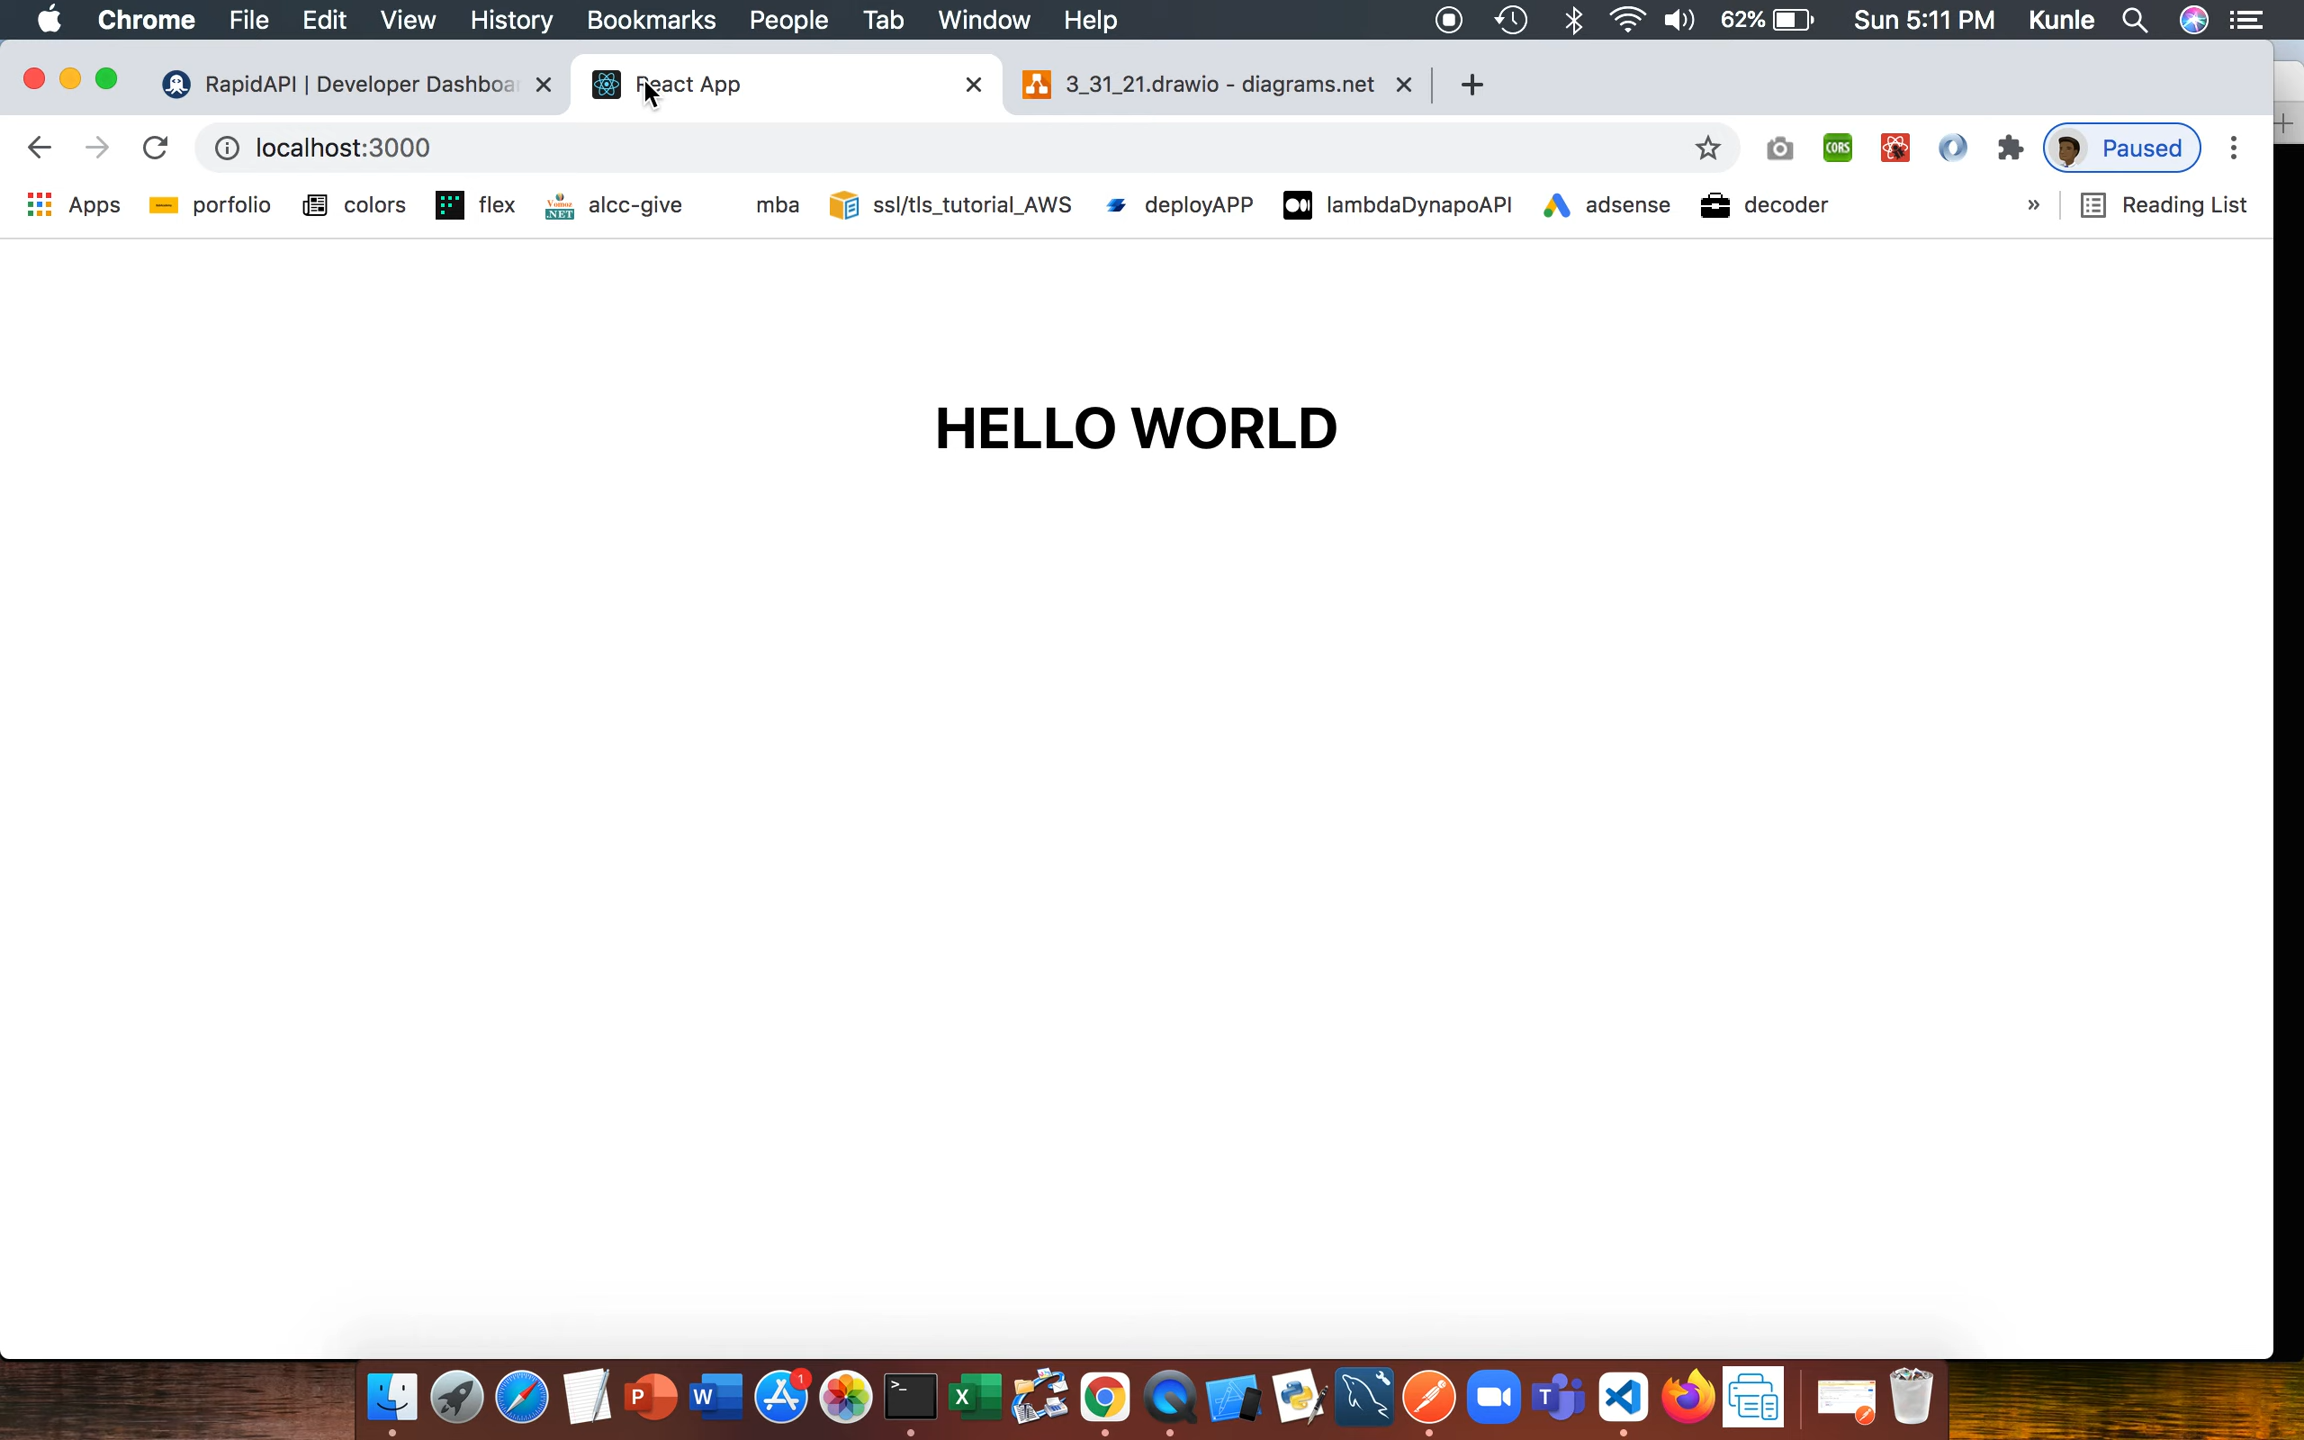 Chrome File Edit View History Bookmarks People Tab Window Help 62% Sun 5:11 PM Kunle
RapidAPI | Developer Dashboar React App 3_31_21.drawio - diagrams.net
localhost:3000 CORS Paused
Apps porfolio colors flex alcc-give mba ssl/tls_tutorial_AWS deployAPP lambdaDynapoAPI adsense decoder » Reading List
HELLO WORLD